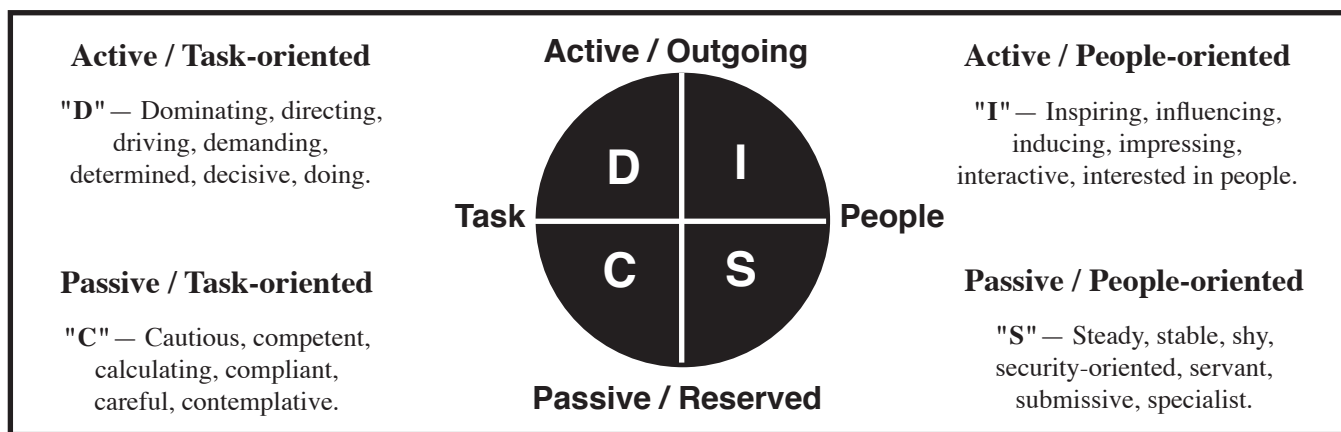 Active / Task-oriented
"D"— Dominating, directing,
driving, demanding,
determined, decisive, doing.
Active / Outgoing
Active / People-oriented
"I"— Inspiring, influencing,
inducing, impressing,
interactive, interested in people.
D
I
Task
People
C
S
Passive / Task-oriented
"C"— Cautious, competent,
calculating, compliant,
careful, contemplative.
Passive / Reserved
Passive / People-oriented
"S"— Steady, stable, shy,
security-oriented, servant,
submissive, specialist.